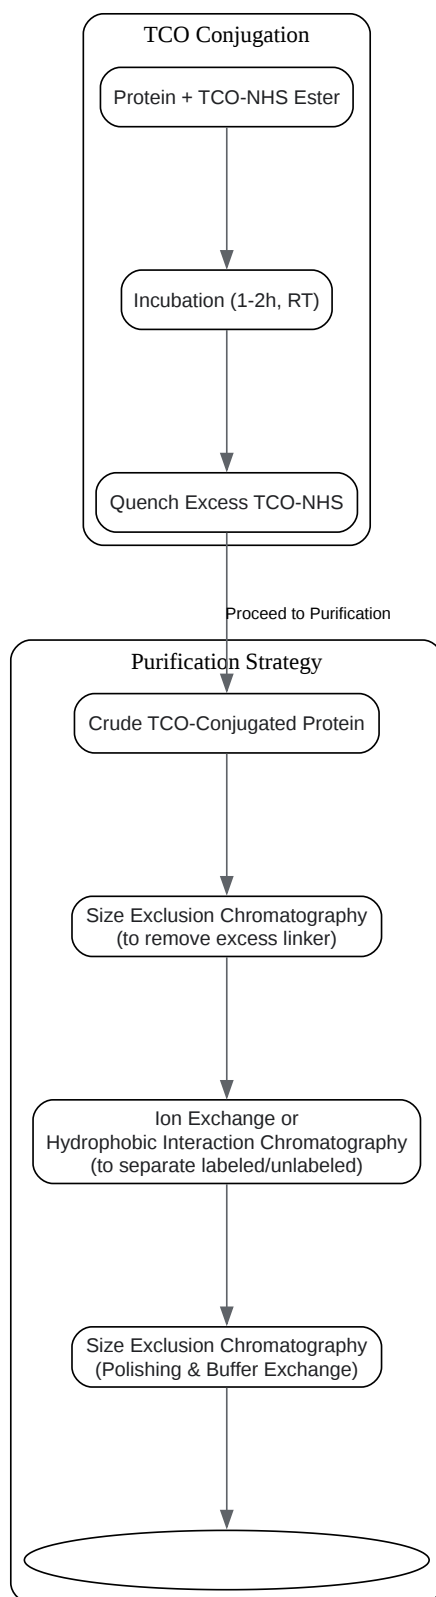 TCO Conjugation
Protein + TCO-NHS Ester
Incubation (1-2h, RT)
Quench Excess TCO-NHS
Proceed to Purification
Purification Strategy
Crude TCO-Conjugated Protein
Size Exclusion Chromatography
(to remove excess linker)
Ion Exchange or
Hydrophobic Interaction Chromatography
(to separate labeled/unlabeled)
Size Exclusion Chromatography
(Polishing & Buffer Exchange)